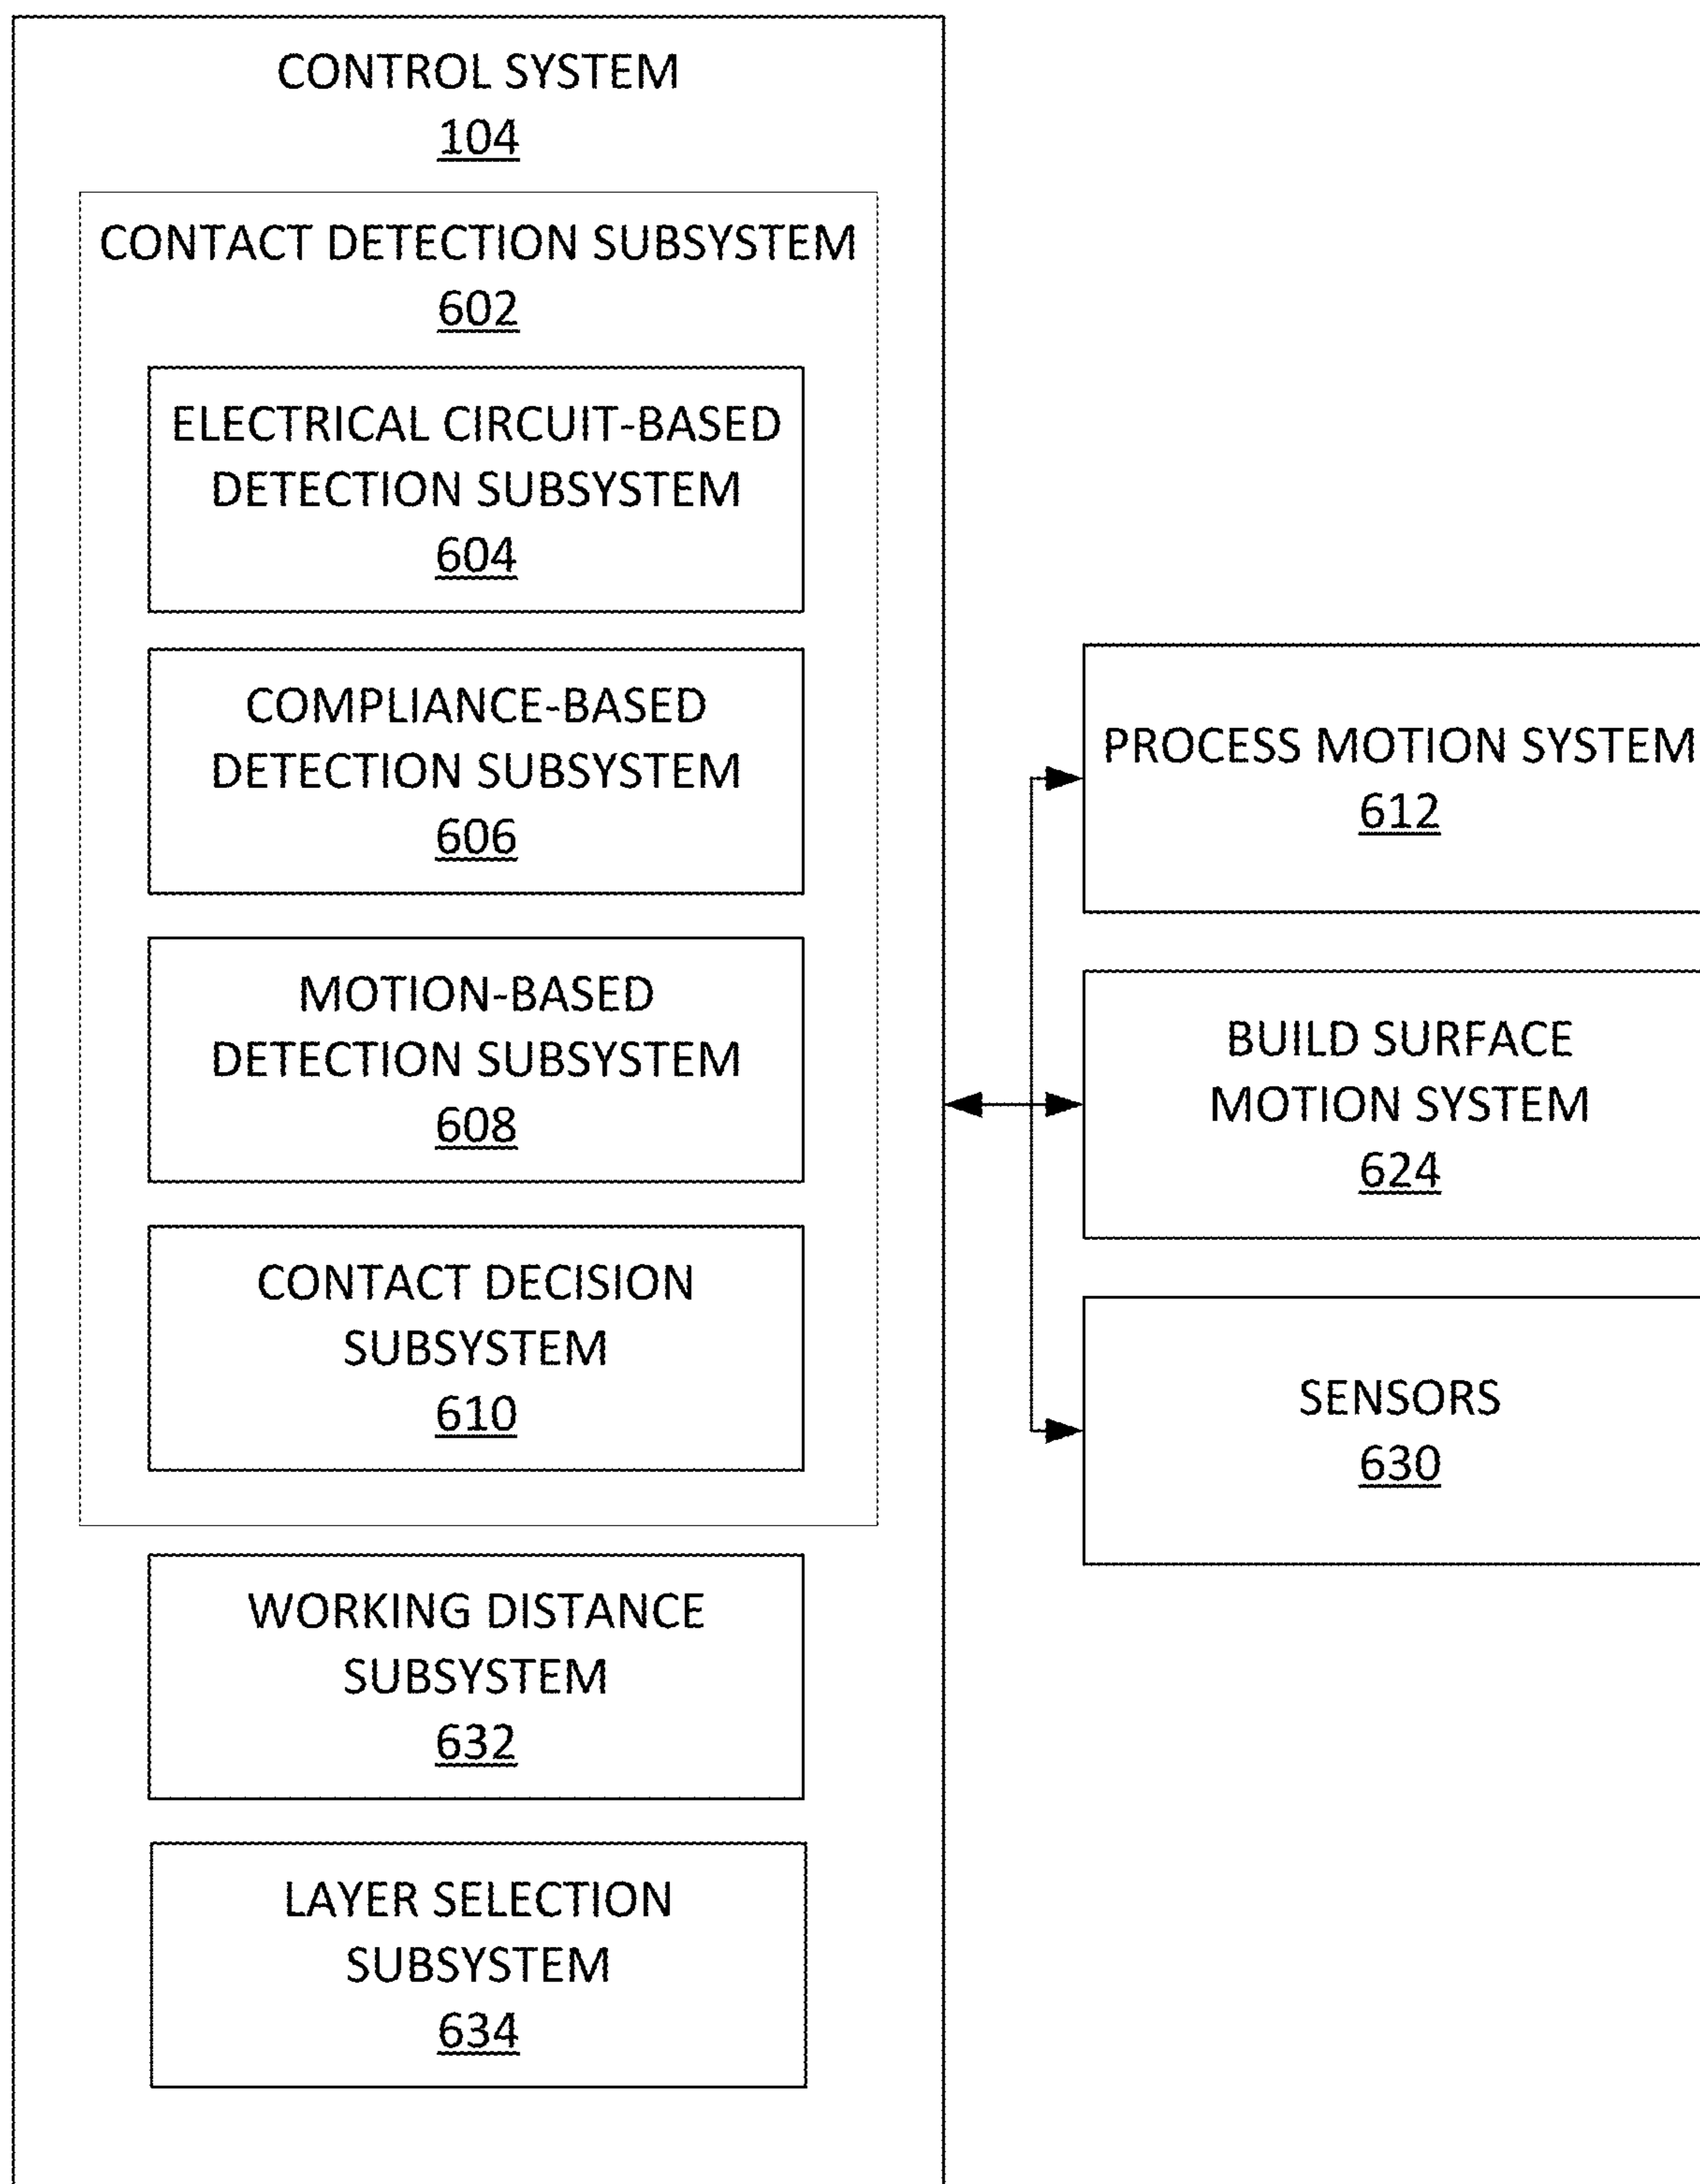 CONTROL SYSTEM
104
CONTACT DETECTION SUBSYSTEM
602
ELECTRICAL CIRCUIT-BASED
DETECTION SUBSYSTEM
604
COMPLIANCE-BASED
DETECTION SUBSYSTEM
606
MOTION-BASED
DETECTION SUBSYSTEM
608
CONTACT DECISION
SUBSYSTEM
610
WORKING DISTANCE
SUBSYSTEM
632
LAYER SELECTION
SUBSYSTEM
634
PROCESS MOTION SYSTEM
612
BUILD SURFACE
MOTION SYSTEM
624
SENSORS
630